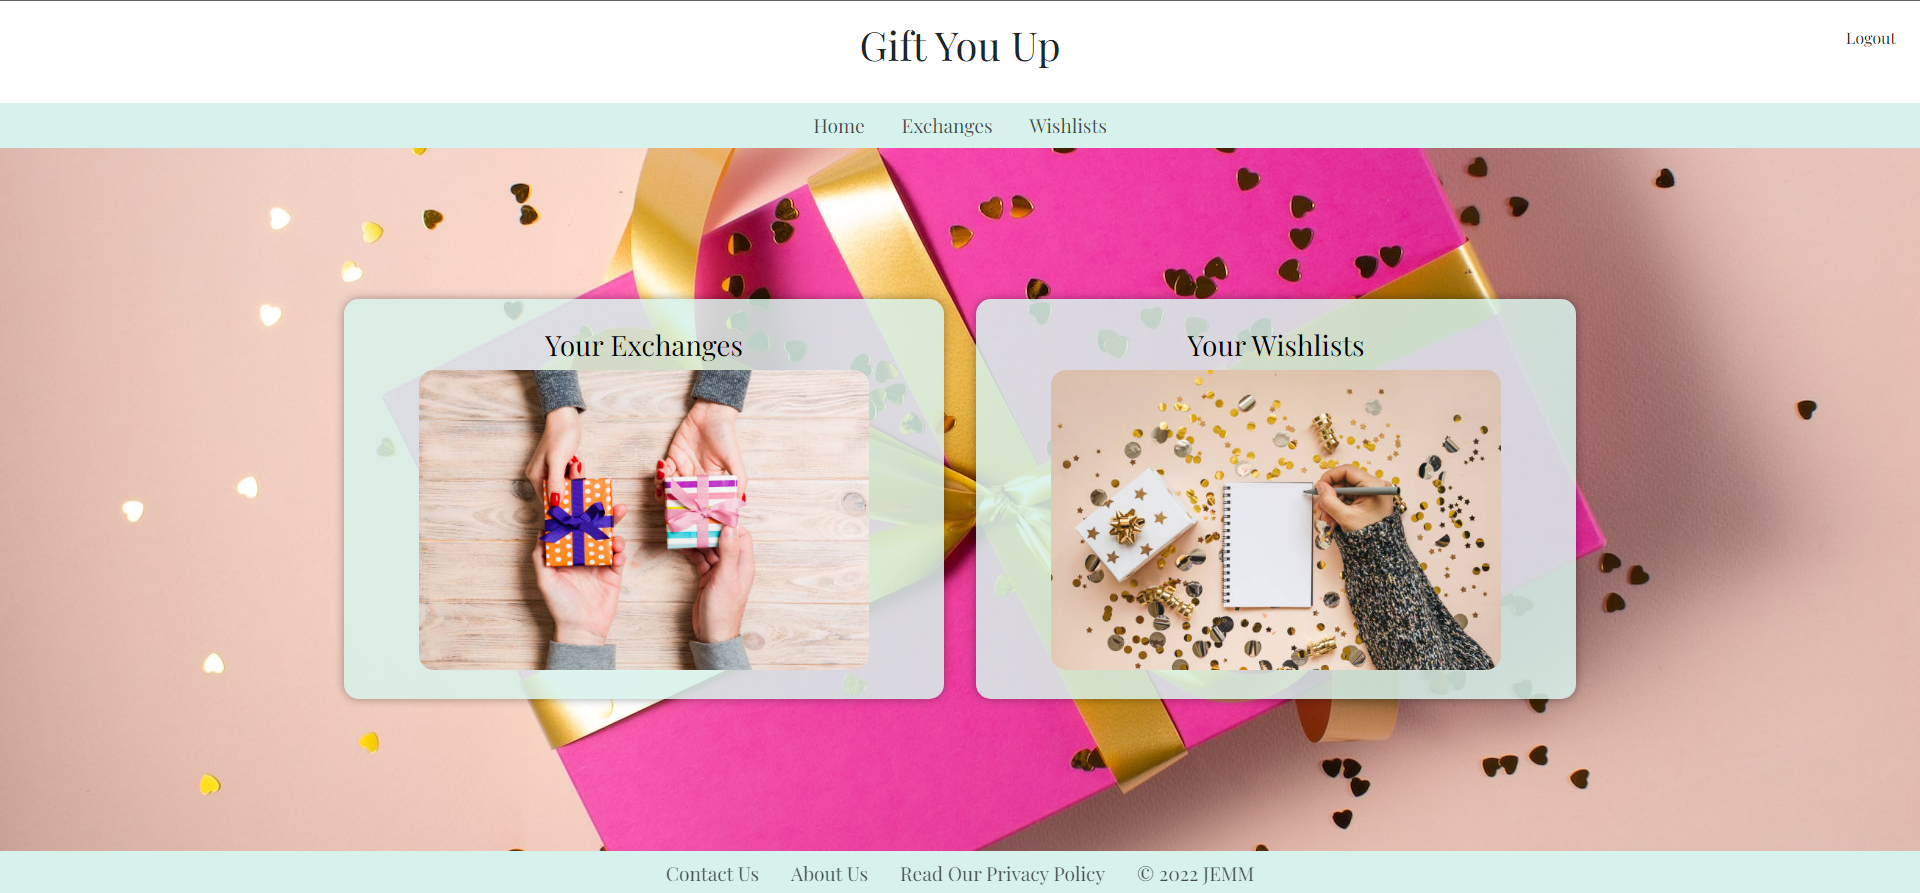 Gift You Up
Logout
Home Exchanges Wishlists
Your Exchanges
Your Wishlists
Contact Us About Us Read Our Privacy Policy © 2022 JEMM